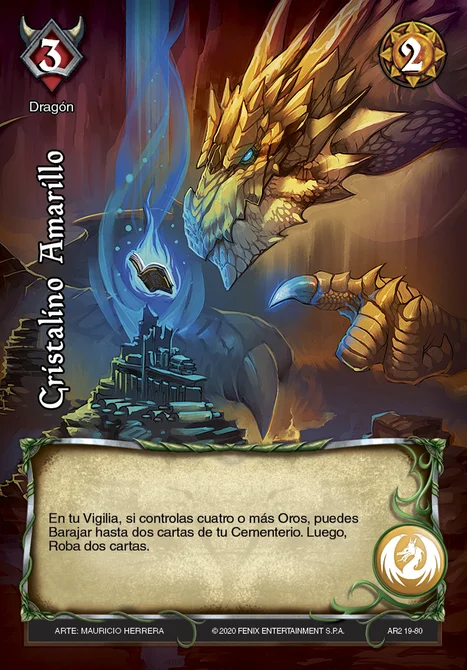 3
2
Dragón
Cristalino Amarillo
En tu Vigilia, si controlas cuatro o más Oros, puedes
Barajar hasta dos cartas de tu Cementerio. Luego,
Roba dos cartas.
ARTE: MAURICIO HERRERA
©2020 FENIX ENTERTAINMENT S.P.A.
AR2 19-80